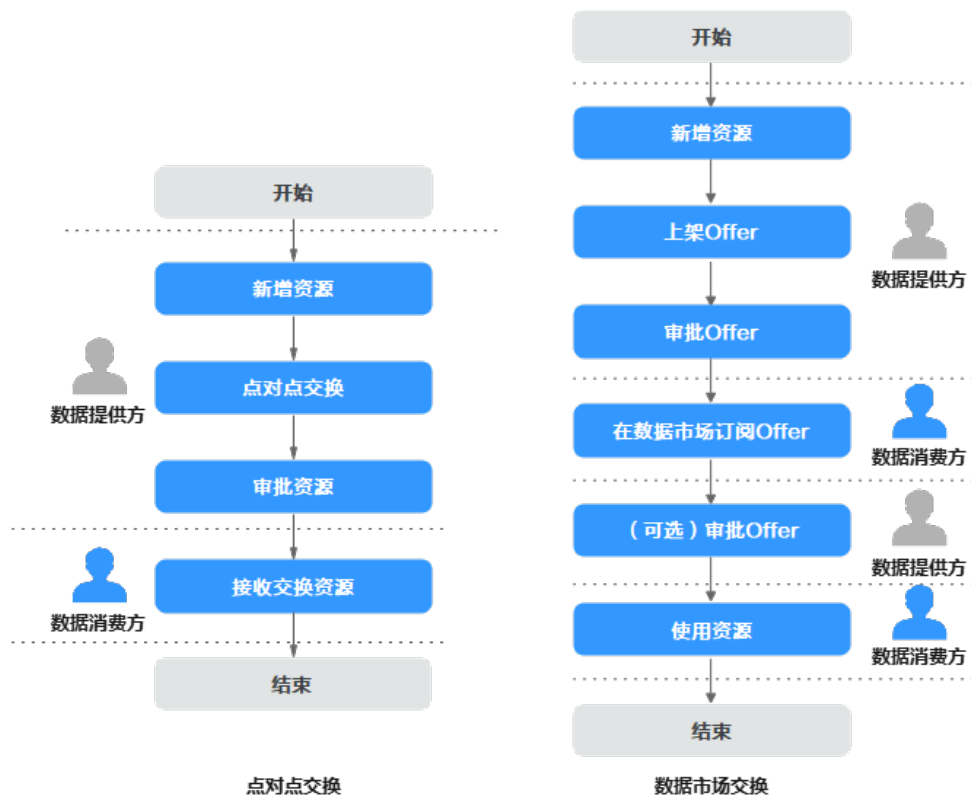 开始
新增资源
点对点交换
数据提供方
审批资源
接收交换资源
数据消费方
结束
点对点交换
开始
新增资源
上架Offer
数据提供方
审批Offer
在数据市场订阅Offer
数据消费方
（可选）审批Offer
数据提供方
使用资源
数据消费方
结束
数据市场交换